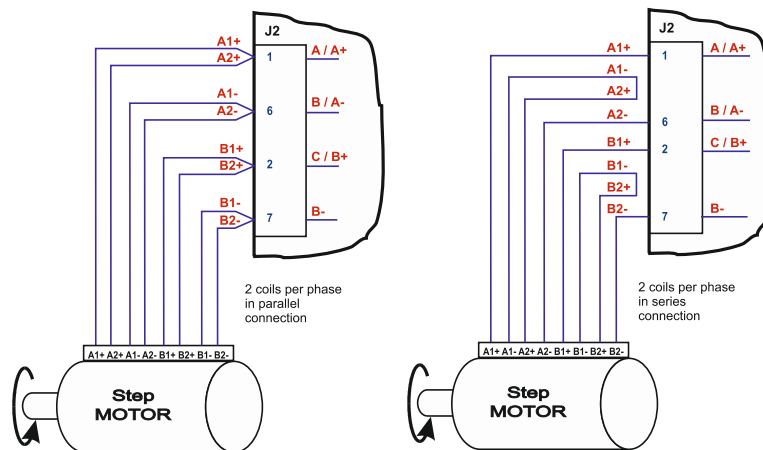 J2
A1+
A2+
1
A / A+
A1-
A2-
6
B / A-
B1+
B2+
2
C / B+
B1-
B2-
7
B-
2 coils per phase
in parallel
connection
A1+ A2+ A1- A2- B1+ B2+ B1- B2-
Step
MOTOR
J2
A1+
1
A / A+
A1-
A2+
A2-
6
B / A-
B1+
2
C / B+
B1-
B2+
B2-
7
B-
2 coils per phase
in series
connection
A1+ A1- A2+ A2- B1+ B1- B2+ B2-
Step
MOTOR